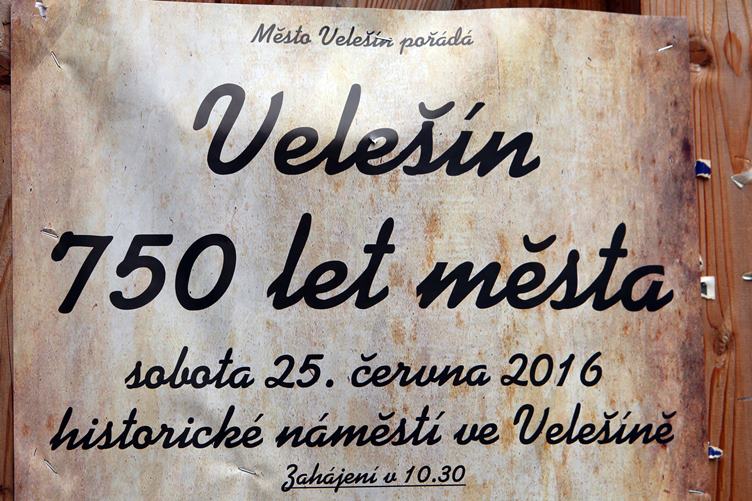 Město Velešín pořádá
Velešín
750 let města
sobota 25. června 2016
historické náměstí ve Velešíně
Zahájení v 10.30